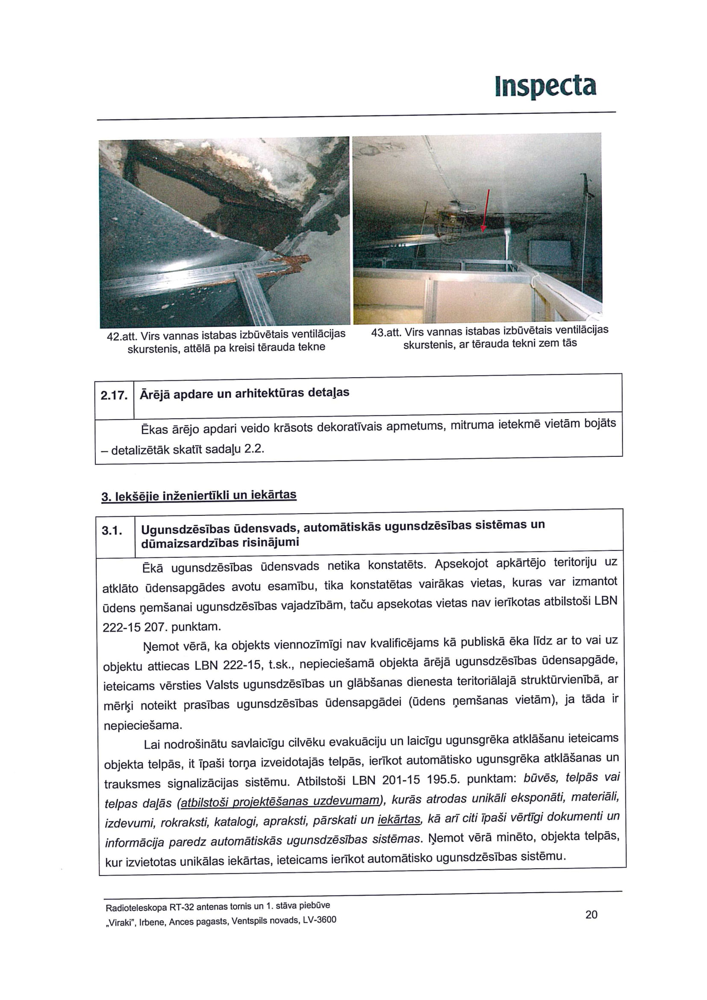 Inspecta
42.att. Virs vannas istabas izbūvētais ventilācijas
skurstenis, attēlā pa kreisi tērauda tekne
43.att. Virs vannas istabas izbūvētais ventilācijas
skurstenis, ar tērauda tekni zem tās
2.17. Ārējā apdare un arhitektūras detaļas
Ēkas ārējo apdari veido krāsots dekoratīvais apmetums, mitruma ietekmē vietām bojāts
– detalizētāk skatīt sadaļu 2.2.
3. Iekšējie inženiertīkli un iekārtas
3.1. Ugunsdzēsības ūdensvads, automātiskās ugunsdzēsības sistēmas un
dūmaizsardzības risinājumi
Ēkā ugunsdzēsības ūdensvads netika konstatēts. Apsekojot apkārtējo teritoriju uz
atklāto ūdensapgādes avotu esamību, tika konstatētas vairākas vietas, kuras var izmantot
ūdens ņemšanai ugunsdzēsības vajadzībām, taču apsekotas vietas nav ierīkotas atbilstoši LBN
222-15 207. punktam.
Ņemot vērā, ka objekts viennozīmīgi nav kvalificējams kā publiskā ēka līdz ar to vai uz
objektu attiecas LBN 222-15, t.sk., nepieciešamā objekta ārējā ugunsdzēsības ūdensapgāde,
ieteicams vērsties Valsts ugunsdzēsības un glābšanas dienesta teritoriālajā struktūrvienībā, ar
mērķi noteikt prasības ugunsdzēsības ūdensapgādei (ūdens ņemšanas vietām), ja tāda ir
nepieciešama.
Lai nodrošinātu savlaicīgu cilvēku evakuāciju un laicīgu ugunsgrēka atklāšanu ieteicams
objekta telpās, it īpaši torņa izveidotajās telpās, ierīkot automātisko ugunsgrēka atklāšanas un
trauksmes signalizācijas sistēmu. Atbilstoši LBN 201-15 195.5. punktam: būvēs, telpās vai
telpas daļās (atbilstoši projektēšanas uzdevumam), kurās atrodas unikāli eksponāti, materiāli,
izdevumi, rokraksti, katalogi, apraksti, pārskati un iekārtas, kā arī citi īpaši vērtīgi dokumenti un
informācija paredz automātiskās ugunsdzēsības sistēmas. Ņemot vērā minēto, objekta telpās,
kur izvietotas unikālas iekārtas, ieteicams ierīkot automātisko ugunsdzēsības sistēmu.
Radioteleskopa RT-32 antenas tornis un 1. stāva piebūve
„Viraki”, Irbene, Ances pagasts, Ventspils novads, LV-3600
20